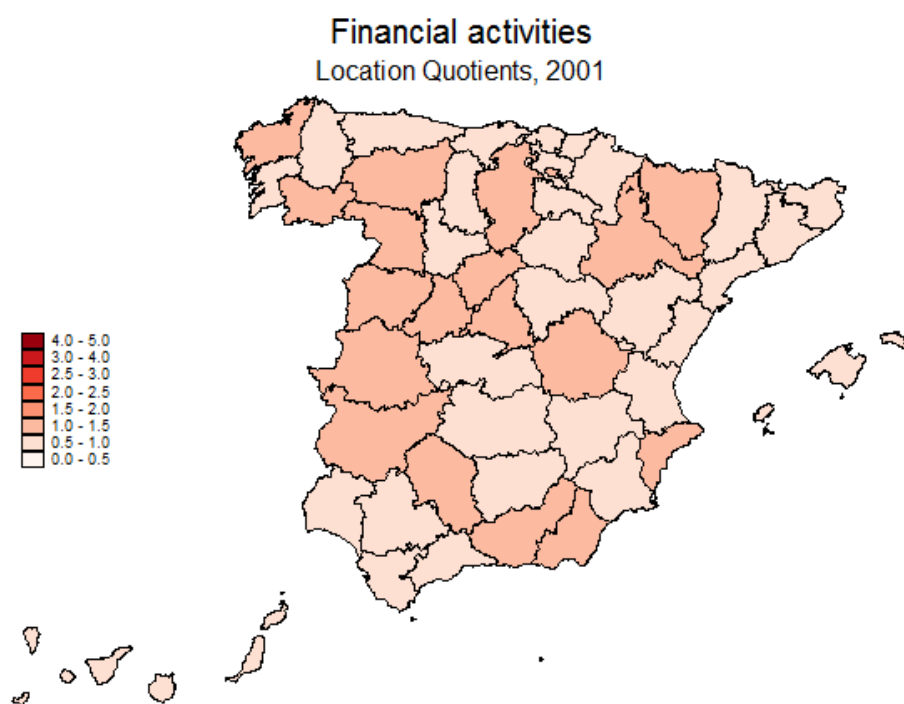 Financial activities
Location Quotients, 2001
4.0 - 5.0
3.0 - 4.0
2.5 - 3.0
2.0 - 2.5
1.5 - 2.0
1.0 - 1.5
0.5 - 1.0
0.0 - 0.5